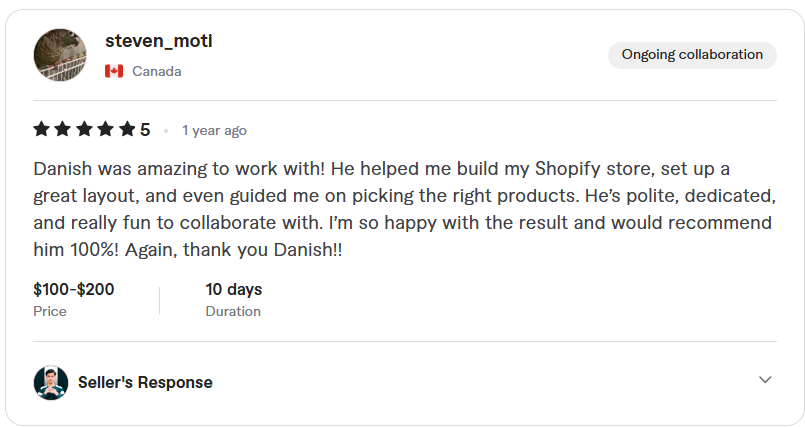 steven_moti
Canada
Ongoing collaboration
5
1 year ago
Danish was amazing to work with! He helped me build my Shopify store, set up a
great layout, and even guided me on picking the right products. He’s polite, dedicated,
and really fun to collaborate with. I’m so happy with the result and would recommend
him 100%! Again, thank you Danish!!
$100-$200
Price
10 days
Duration
Seller's Response